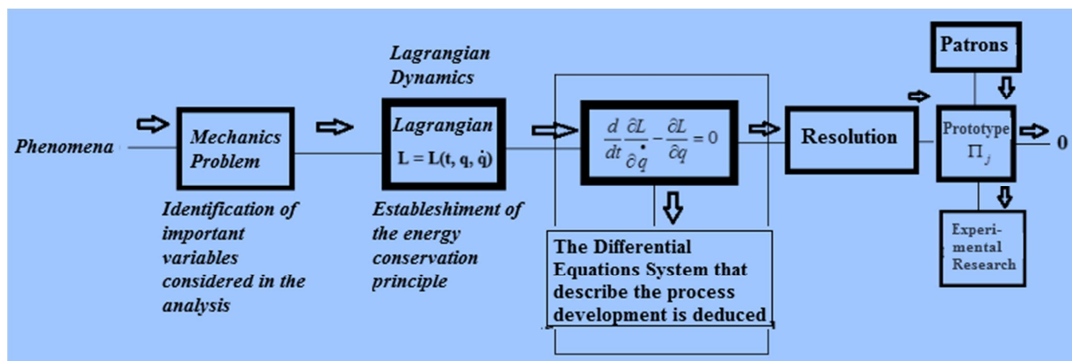 Phenomena
Mechanics
Problem
Identification of
important
variables
considered in the
analysis
Lagrangian
Dynamics
Lagrangian
L = L(t, q, q̇)
Estableshiment of
the energy
conservation
principle
d/dt ∂L/∂q̇ − ∂L/∂q = 0
The Differential
Equations System that
describe the process
development is deduced
Resolution
Patrons
Prototype
Π_j
0
Experi-
mental
Research